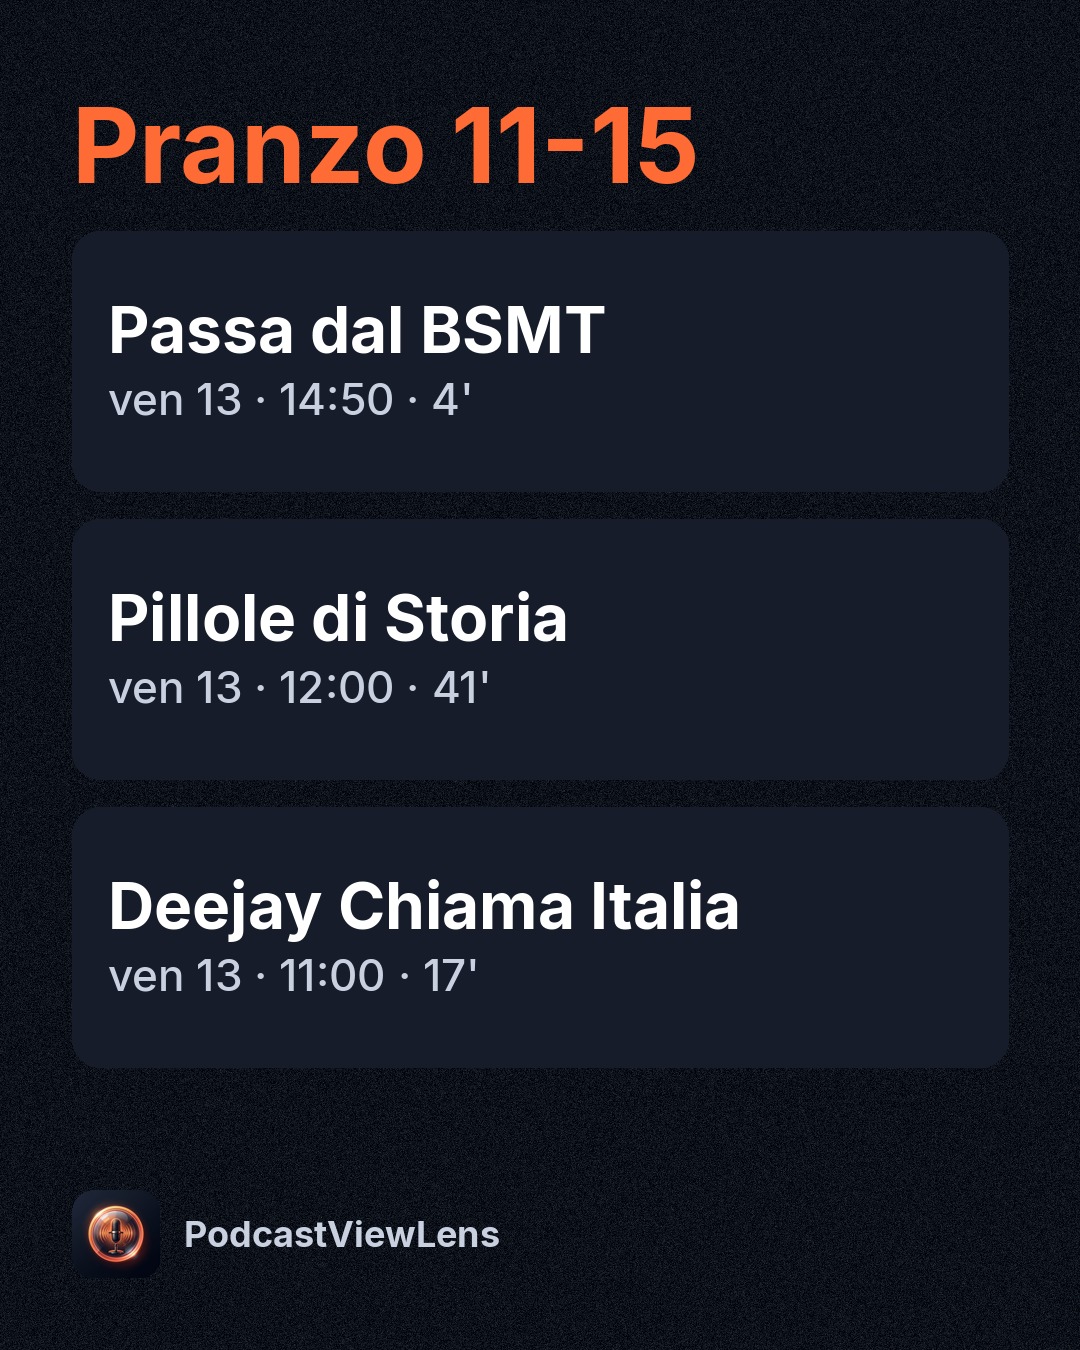 Pranzo 11-15
Passa dal BSMT
ven 13 · 14:50 · 4'
Pillole di Storia
ven 13 · 12:00 · 41'
Deejay Chiama Italia
ven 13 · 11:00 · 17'
PodcastViewLens